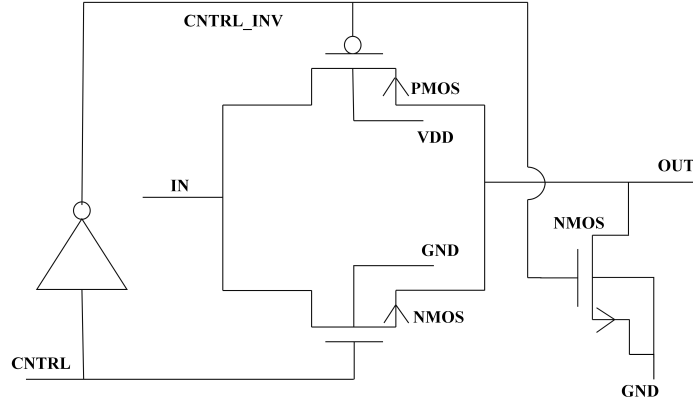 CNTRL_INV
PMOS
VDD
OUT
IN
NMOS
GND
NMOS
CNTRL
GND